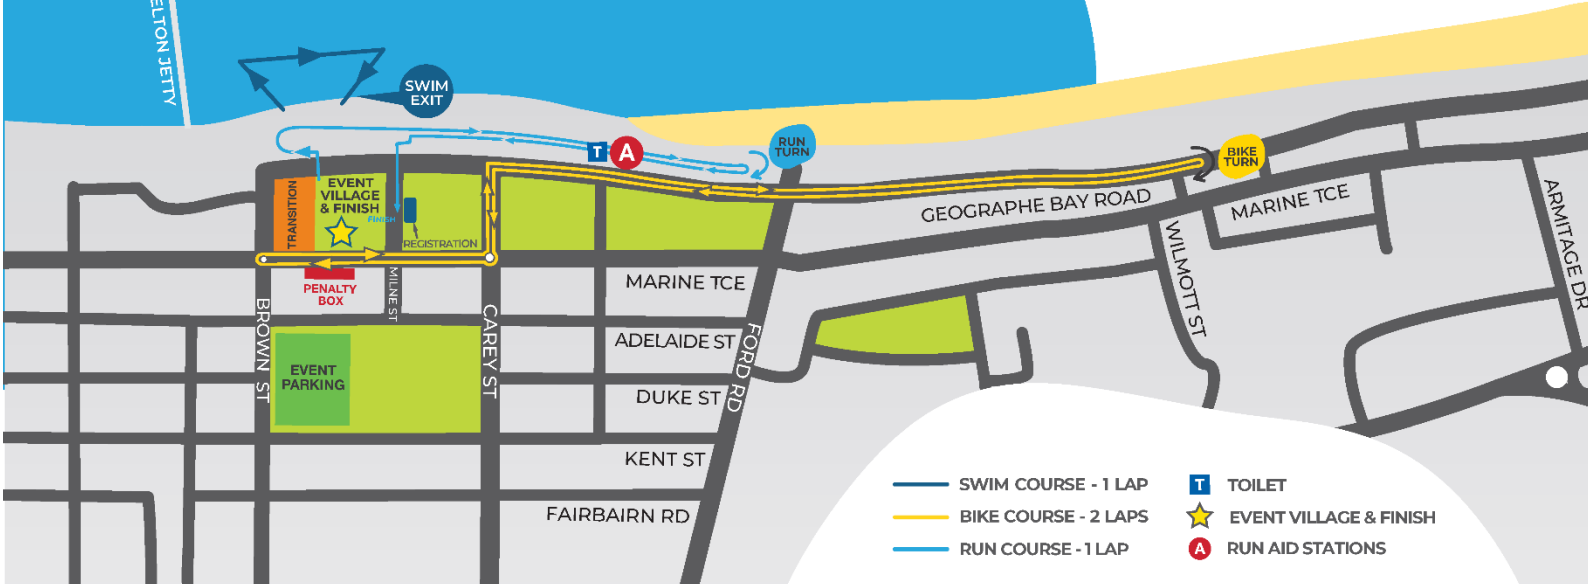 ELTON JETTY
SWIM
EXIT
T
A
RUN
TURN
BIKE
TURN
TRANSITION
EVENT
VILLAGE
& FINISH
FINISH
REGISTRATION
GEOGRAPHE BAY ROAD
MARINE TCE
WILMOTT ST
ARMITAGE DR
PENALTY
BOX
MILNE ST
BROWN ST
CAREY ST
MARINE TCE
ADELAIDE ST
FORD RD
EVENT
PARKING
DUKE ST
KENT ST
FAIRBAIRN RD
SWIM COURSE - 1 LAP
BIKE COURSE - 2 LAPS
RUN COURSE - 1 LAP
T TOILET
EVENT VILLAGE & FINISH
A RUN AID STATIONS